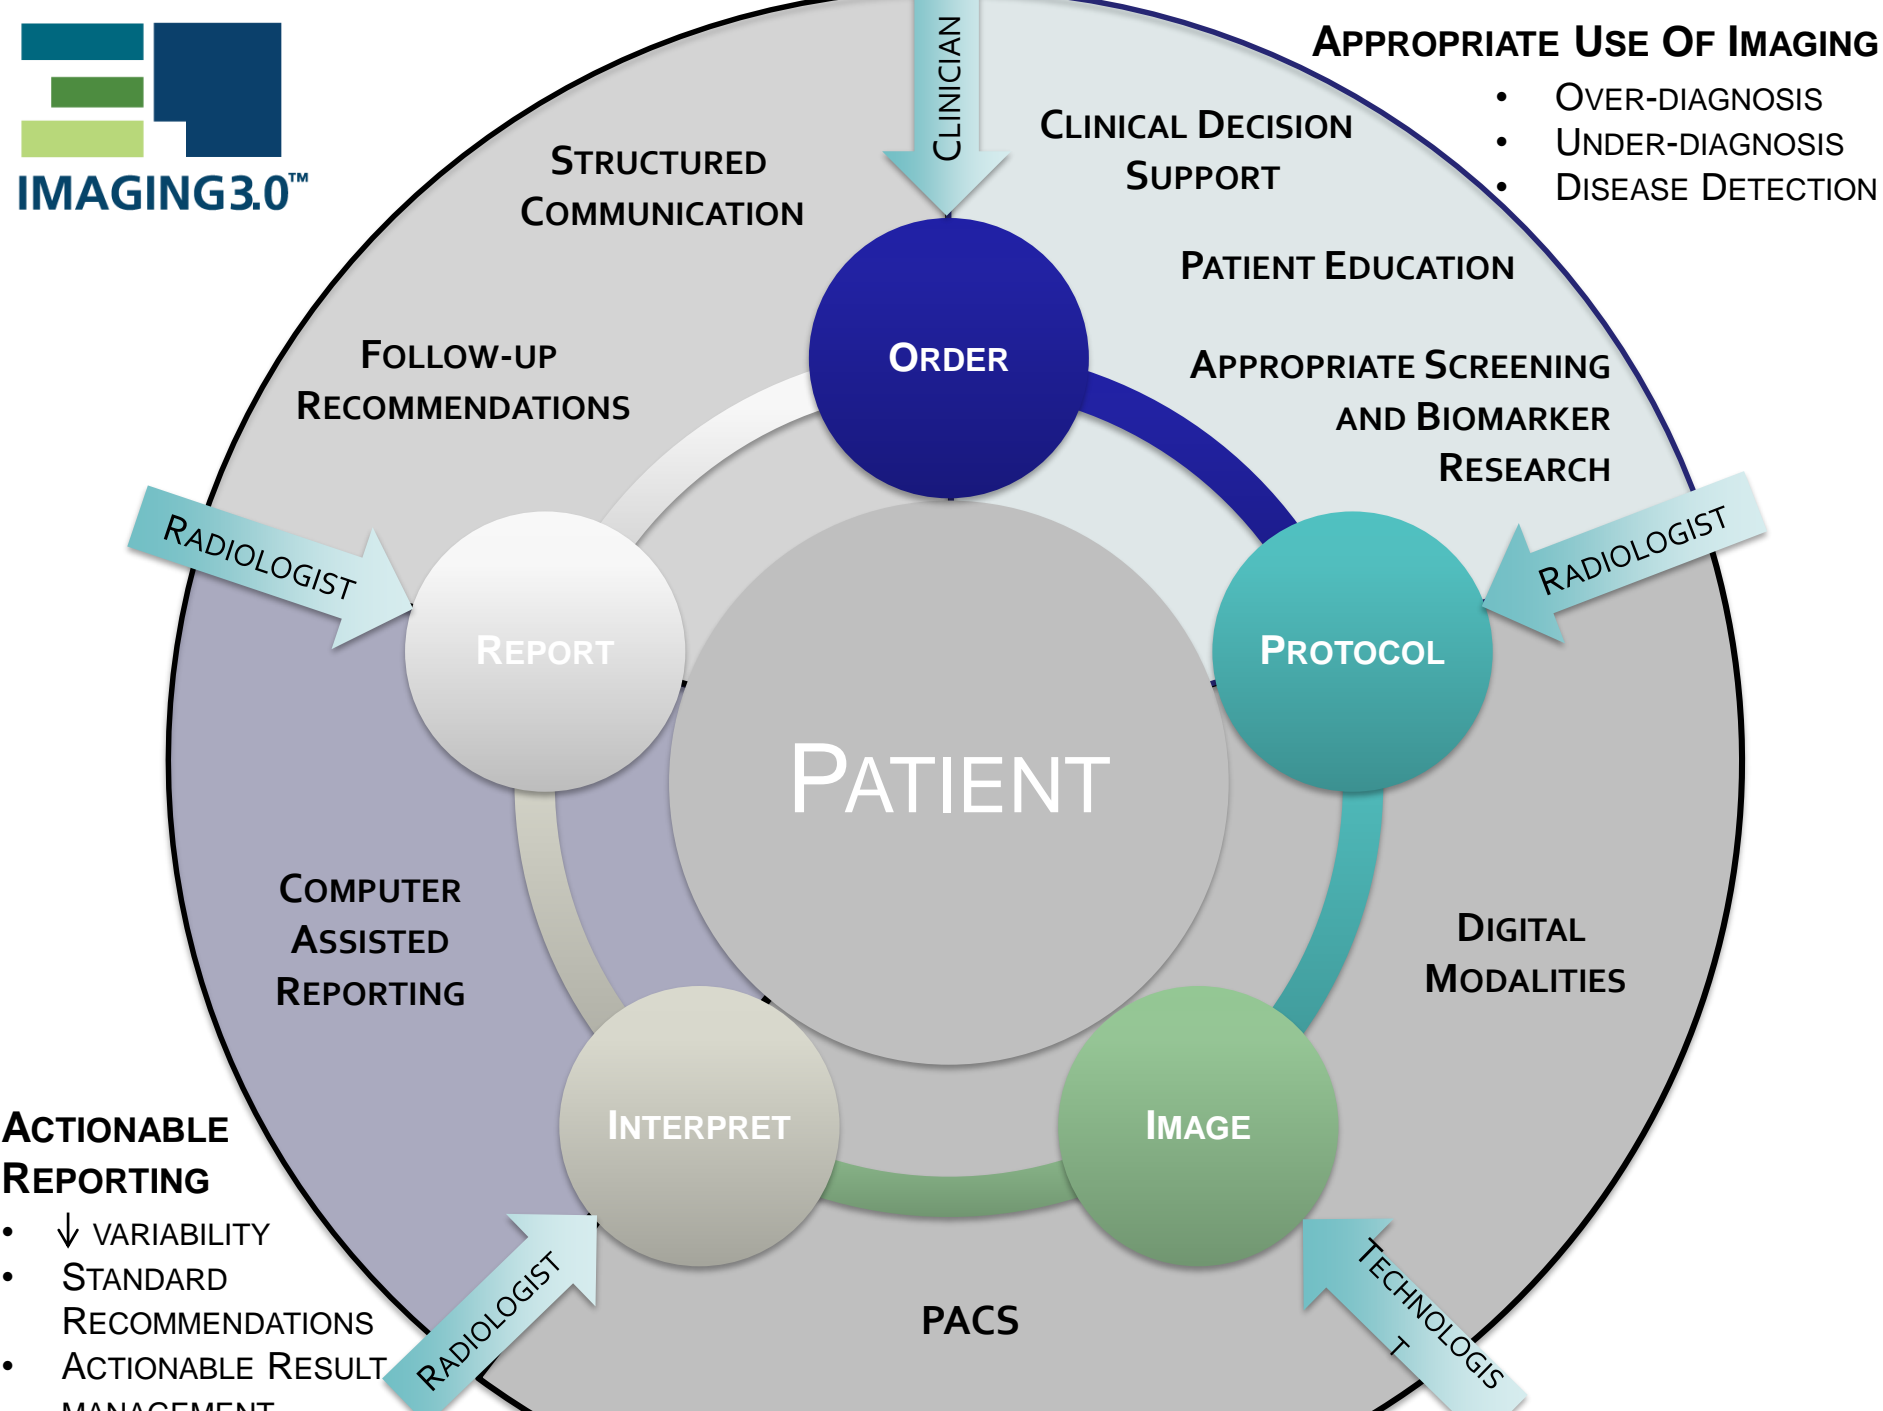 IMAGING3.0™
CLINICIAN
APPROPRIATE USE OF IMAGING
• OVER-DIAGNOSIS
• UNDER-DIAGNOSIS
• DISEASE DETECTION
STRUCTURED
COMMUNICATION
CLINICAL DECISION
SUPPORT
PATIENT EDUCATION
FOLLOW-UP
RECOMMENDATIONS
ORDER
APPROPRIATE SCREENING
AND BIOMARKER
RESEARCH
RADIOLOGIST
RADIOLOGIST
REPORT
PROTOCOL
PATIENT
COMPUTER
ASSISTED
REPORTING
DIGITAL
MODALITIES
INTERPRET
IMAGE
ACTIONABLE
REPORTING
• ↓ VARIABILITY
• STANDARD
RECOMMENDATIONS
• ACTIONABLE RESULT
MANAGEMENT
RADIOLOGIST
PACS
TECHNOLOGIS
T